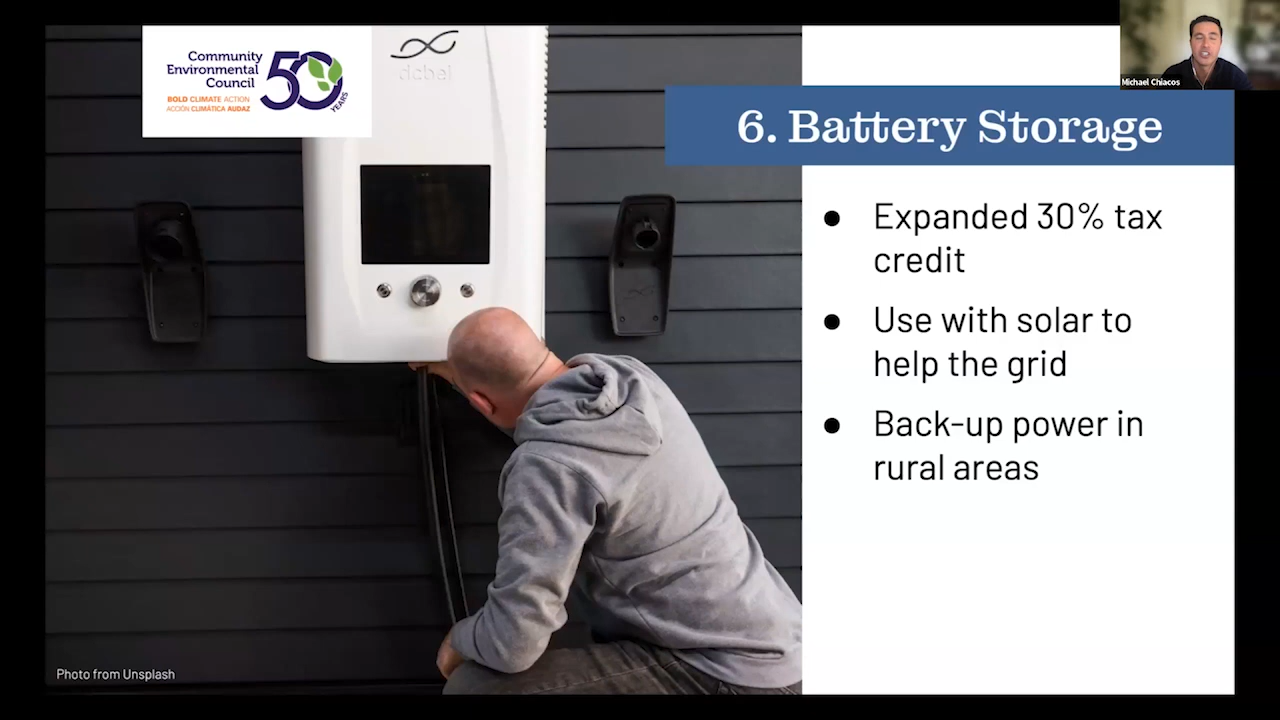 Community
Environmental
Council
50
YEARS
BOLD CLIMATE ACTION
ACCIÓN CLIMÁTICA AUDAZ
dcbel
Michael Chiacos
6. Battery Storage
● Expanded 30% tax
credit
● Use with solar to
help the grid
● Back-up power in
rural areas
Photo from Unsplash